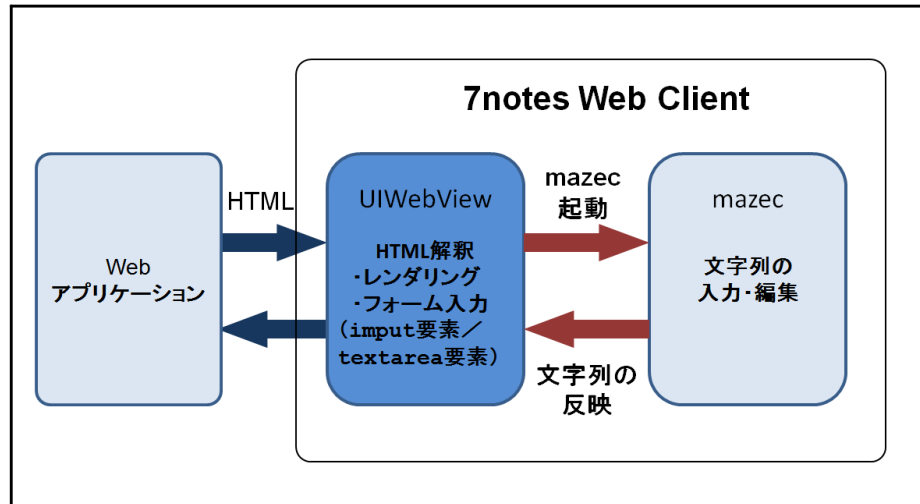 7notes Web Client
Web
アプリケーション
HTML
UIWebView
HTML解釈
・レンダリング
・フォーム入力
（imput要素／
textarea要素）
mazec
起動
文字列の
反映
mazec
文字列の
入力・編集